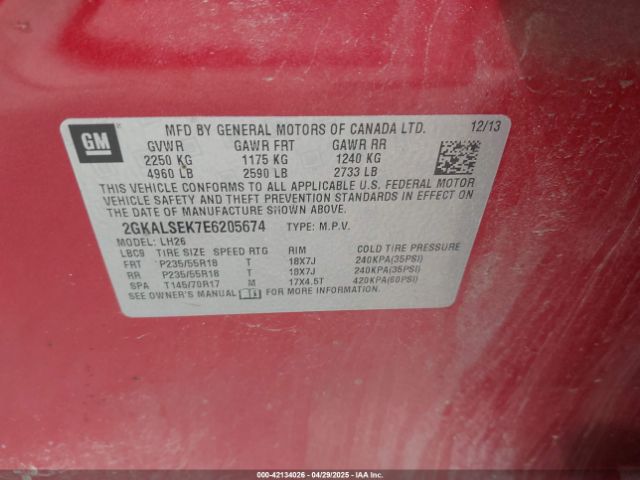 GM
MFD BY GENERAL MOTORS OF CANADA LTD. 12/13
GVWR GAWR FRT GAWR RR
2250 KG 1175 KG 1240 KG
4960 LB 2590 LB 2733 LB
THIS VEHICLE CONFORMS TO ALL APPLICABLE U.S. FEDERAL MOTOR
VEHICLE SAFETY AND THEFT PREVENTION STANDARDS IN EFFECT ON THE
DATE OF MANUFACTURE SHOWN ABOVE.
2GKALSEK7E6205674 TYPE: M.P.V.
MODEL: LH26
LBC9 TIRE SIZE SPEED RTG RIM COLD TIRE PRESSURE
FRT P235/55R18 T 18X7J 240KPA(35PSI)
RR P235/55R18 T 18X7J 240KPA(35PSI)
SPA T145/70R17 M 17X4.5T 420KPA(60PSI)
SEE OWNER'S MANUAL FOR MORE INFORMATION
000-42134026 - 04/29/2025 - IAAI.COM